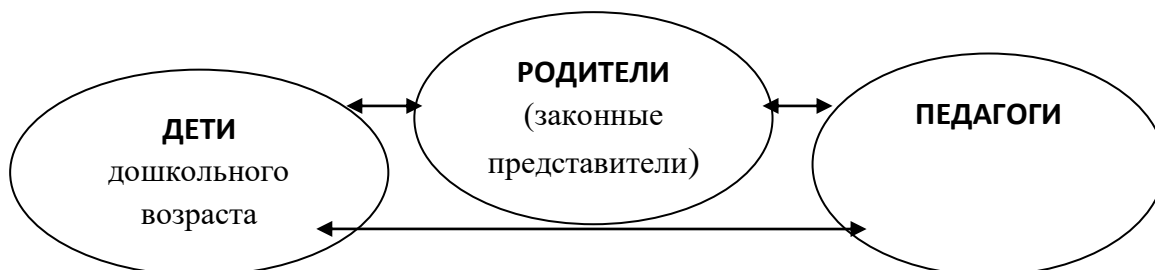 ДЕТИ
дошкольного
возраста
РОДИТЕЛИ
(законные
представители)
ПЕДАГОГИ